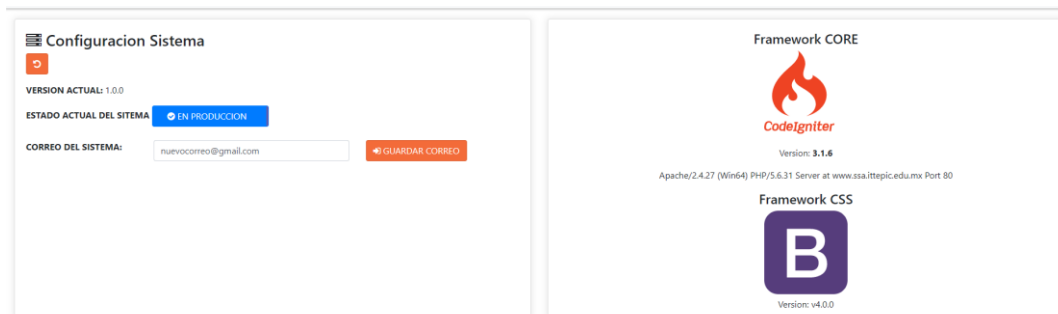 Configuracion Sistema
VERSION ACTUAL: 1.0.0
ESTADO ACTUAL DEL SITEMA EN PRODUCCION
CORREO DEL SISTEMA: nuevocorreo@gmail.com GUARDAR CORREO
Framework CORE
CodeIgniter
Version: 3.1.6
Apache/2.4.27 (Win64) PHP/5.6.31 Server at www.ssa.ittepic.edu.mx Port 80
Framework CSS
B
Version: v4.0.0